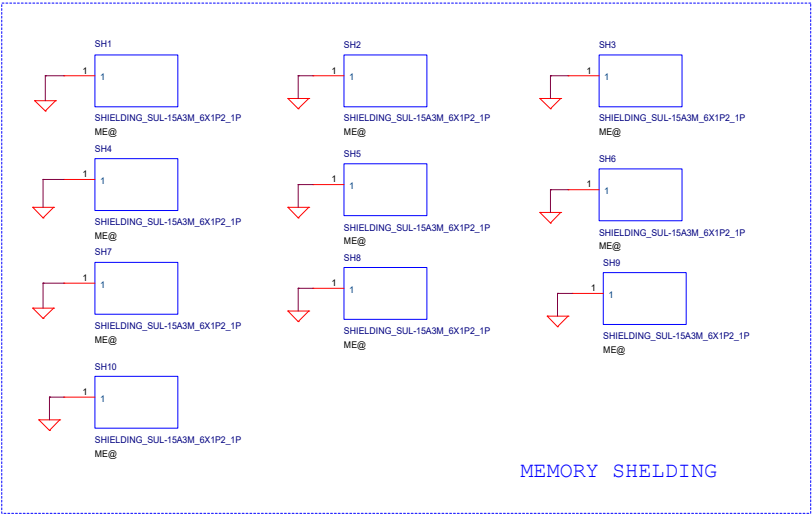 SH1
1
1
SHIELDING_SUL-15A3M_6X1P2_1P
ME@
SH2
1
1
SHIELDING_SUL-15A3M_6X1P2_1P
ME@
SH3
1
1
SHIELDING_SUL-15A3M_6X1P2_1P
ME@
SH4
1
1
SHIELDING_SUL-15A3M_6X1P2_1P
ME@
SH5
1
1
SHIELDING_SUL-15A3M_6X1P2_1P
ME@
SH6
1
1
SHIELDING_SUL-15A3M_6X1P2_1P
ME@
SH7
1
1
SHIELDING_SUL-15A3M_6X1P2_1P
ME@
SH8
1
1
SHIELDING_SUL-15A3M_6X1P2_1P
ME@
SH9
1
1
SHIELDING_SUL-15A3M_6X1P2_1P
ME@
SH10
1
1
SHIELDING_SUL-15A3M_6X1P2_1P
ME@
MEMORY SHELDING